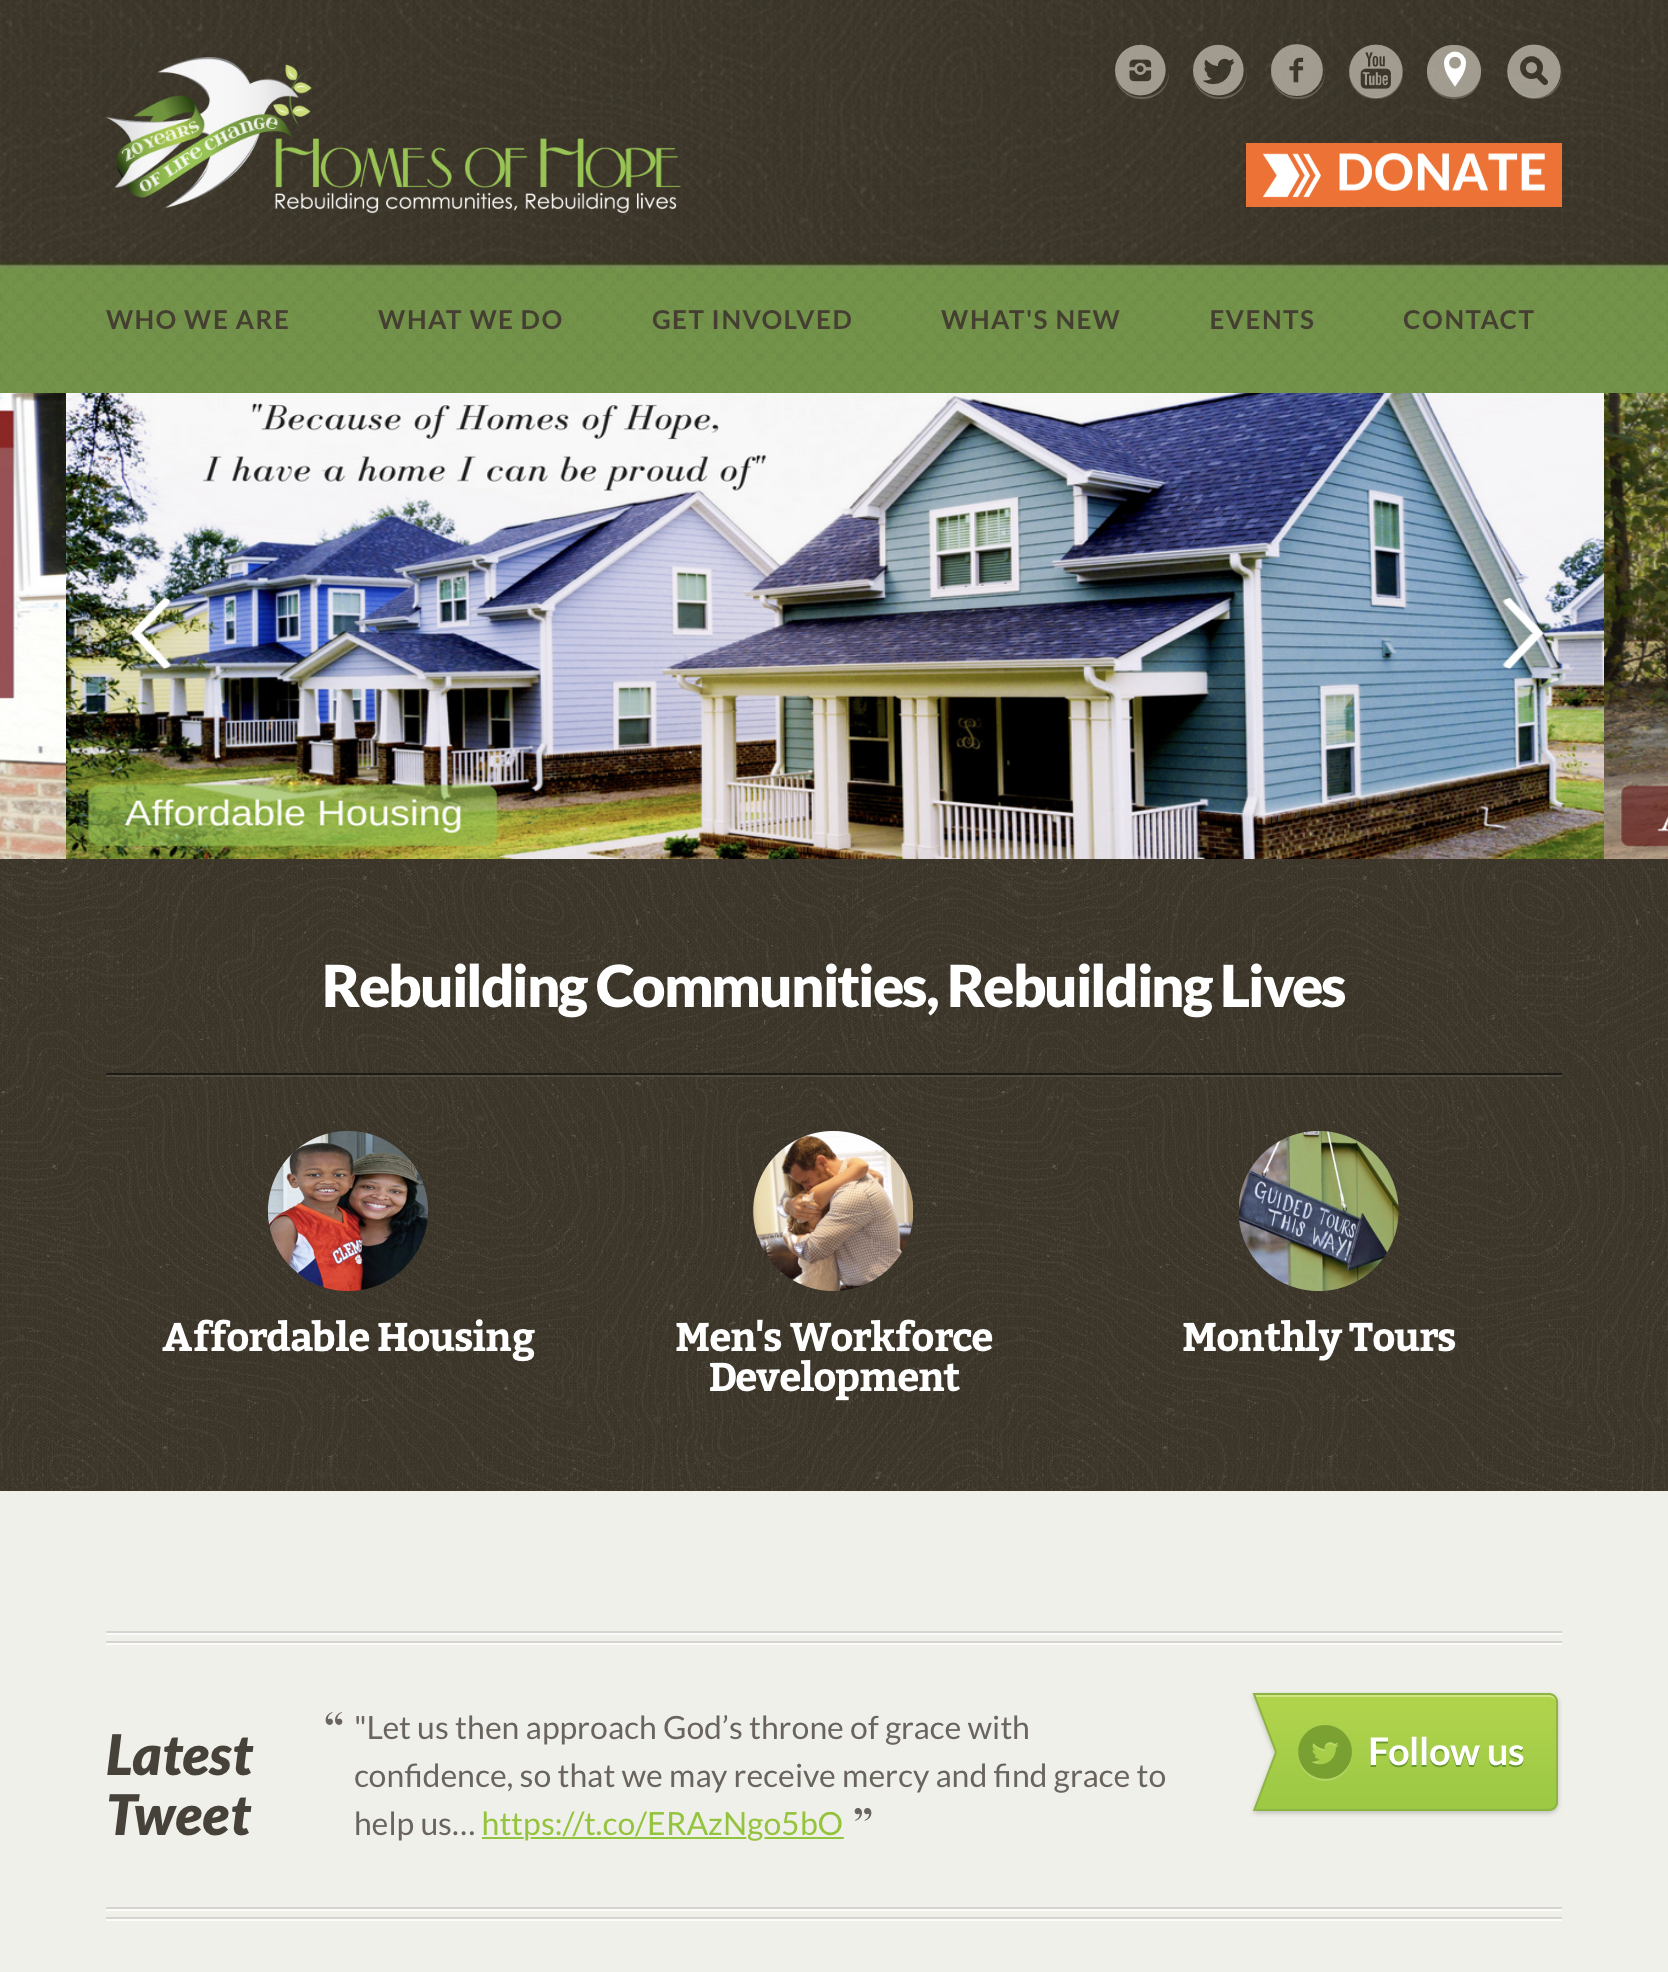 20 YEARS
OF LIFE CHANGE
HOMES OF HOPE
Rebuilding communities, Rebuilding lives
You
Tube
DONATE
WHO WE ARE
WHAT WE DO
GET INVOLVED
WHAT'S NEW
EVENTS
CONTACT
"Because of Homes of Hope,
I have a home I can be proud of"
Affordable Housing
Rebuilding Communities, Rebuilding Lives
GUIDED TOURS
THIS WAY!
Affordable Housing
Men's Workforce
Development
Monthly Tours
Latest
Tweet
“ "Let us then approach God’s throne of grace with
confidence, so that we may receive mercy and find grace to
help us... https://t.co/ERAzNgo5bO ”
Follow us